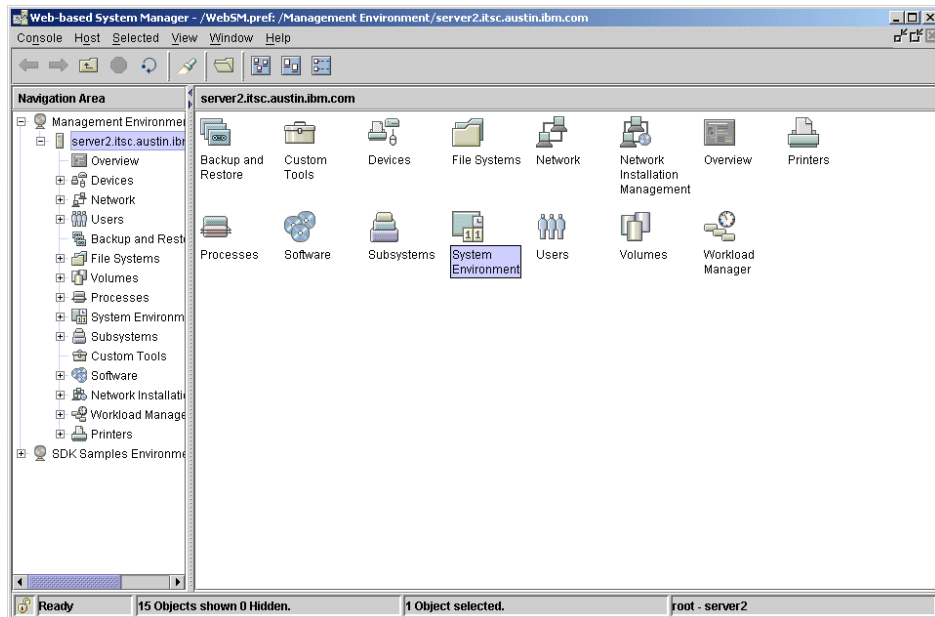 Web-based System Manager - /WebSM.pref: /Management Environment/server2.itsc.austin.ibm.com
Console Host Selected View Window Help
Navigation Area
server2.itsc.austin.ibm.com
Management Environmer
server2.itsc.austin.ibr
Overview
Devices
Network
Users
Backup and Resto
File Systems
Volumes
Processes
System Environm
Subsystems
Custom Tools
Software
Network Installatio
Workload Manage
Printers
SDK Samples Environme
Backup and Restore
Custom Tools
Devices
File Systems
Network
Network Installation Management
Overview
Printers
Processes
Software
Subsystems
System Environment
Users
Volumes
Workload Manager
Ready
15 Objects shown 0 Hidden.
1 Object selected.
root - server2